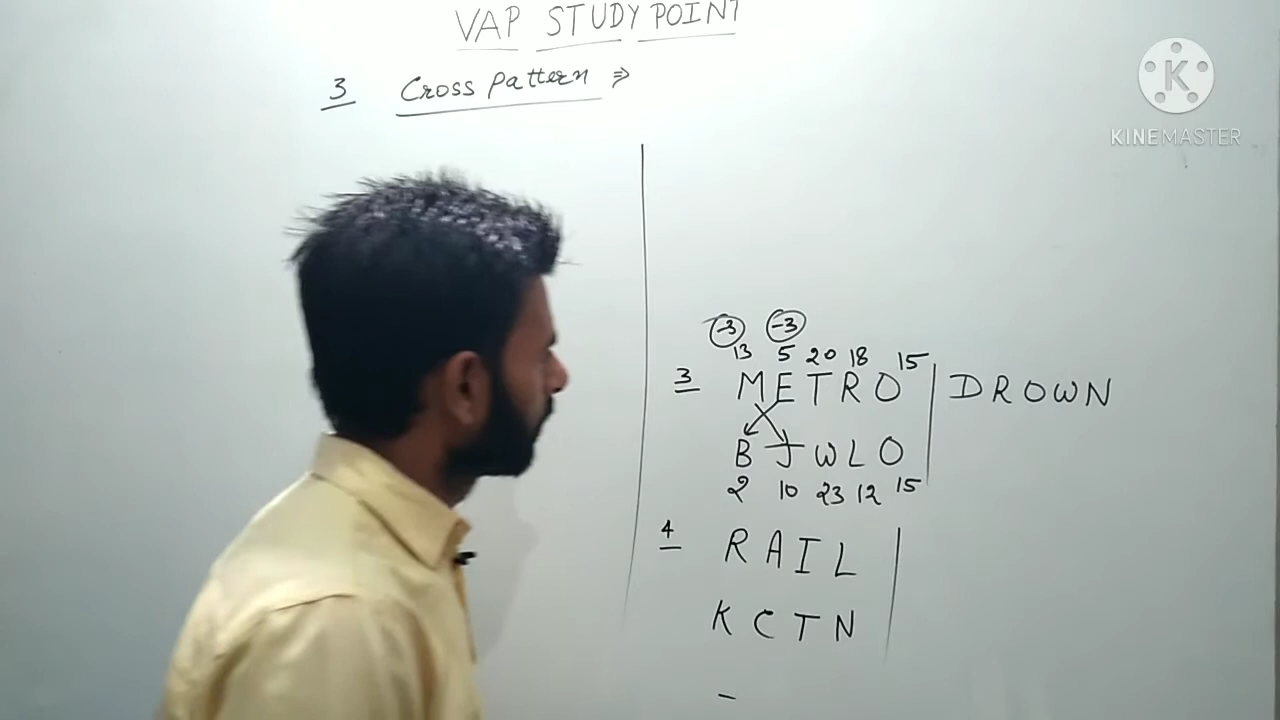 VAP STUDY POINT
3 Cross Pattern ⇒
K
KINEMASTER
-3 -3
13 5 20 18 15
3 METRO | DROWN
BJWLO
2 10 23 12 15
4 RAIL
KCTN
-